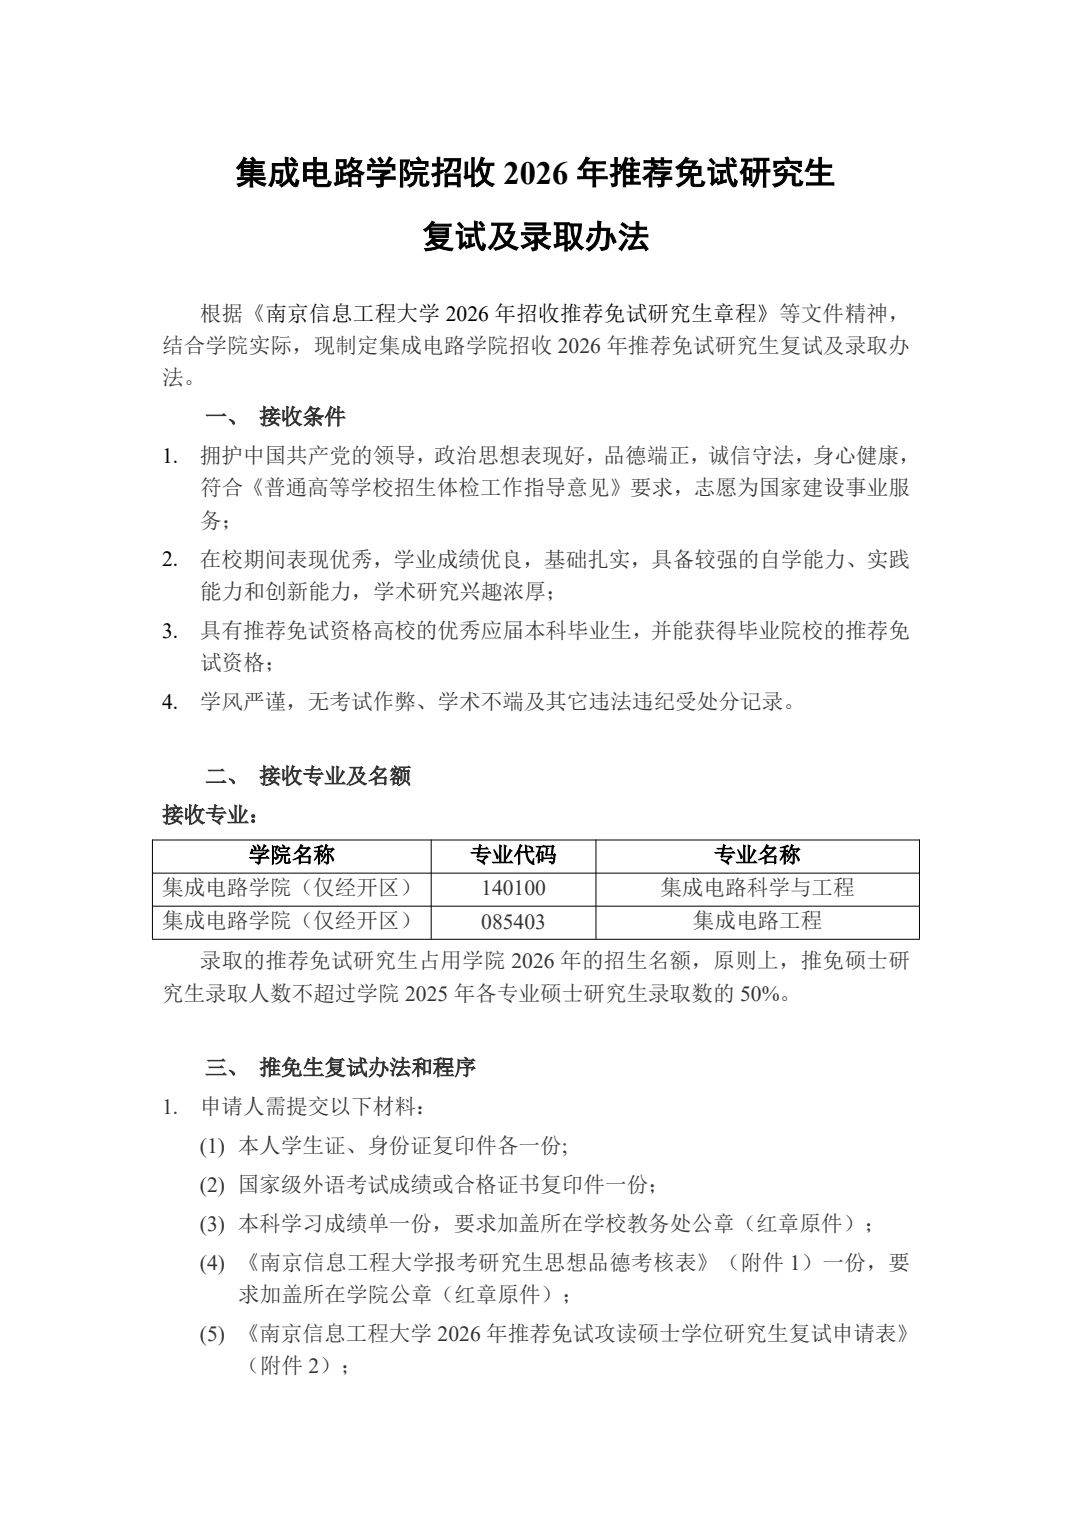 集成电路学院招收 2026 年推荐免试研究生
复试及录取办法
根据《南京信息工程大学 2026 年招收推荐免试研究生章程》等文件精神，
结合学院实际，现制定集成电路学院招收 2026 年推荐免试研究生复试及录取办
法。
一、 接收条件
1. 拥护中国共产党的领导，政治思想表现好，品德端正，诚信守法，身心健康，
符合《普通高等学校招生体检工作指导意见》要求，志愿为国家建设事业服
务；
2. 在校期间表现优秀，学业成绩优良，基础扎实，具备较强的自学能力、实践
能力和创新能力，学术研究兴趣浓厚；
3. 具有推荐免试资格高校的优秀应届本科毕业生，并能获得毕业院校的推荐免
试资格；
4. 学风严谨，无考试作弊、学术不端及其它违法违纪受处分记录。
二、 接收专业及名额
接收专业：
学院名称 专业代码 专业名称
集成电路学院（仅经开区） 140100 集成电路科学与工程
集成电路学院（仅经开区） 085403 集成电路工程
录取的推荐免试研究生占用学院 2026 年的招生名额，原则上，推免硕士研
究生录取人数不超过学院 2025 年各专业硕士研究生录取数的 50%。
三、 推免生复试办法和程序
1. 申请人需提交以下材料：
(1) 本人学生证、身份证复印件各一份;
(2) 国家级外语考试成绩或合格证书复印件一份；
(3) 本科学习成绩单一份，要求加盖所在学校教务处公章（红章原件）；
(4) 《南京信息工程大学报考研究生思想品德考核表》（附件 1）一份，要
求加盖所在学院公章（红章原件）；
(5) 《南京信息工程大学 2026 年推荐免试攻读硕士学位研究生复试申请表》
（附件 2）；